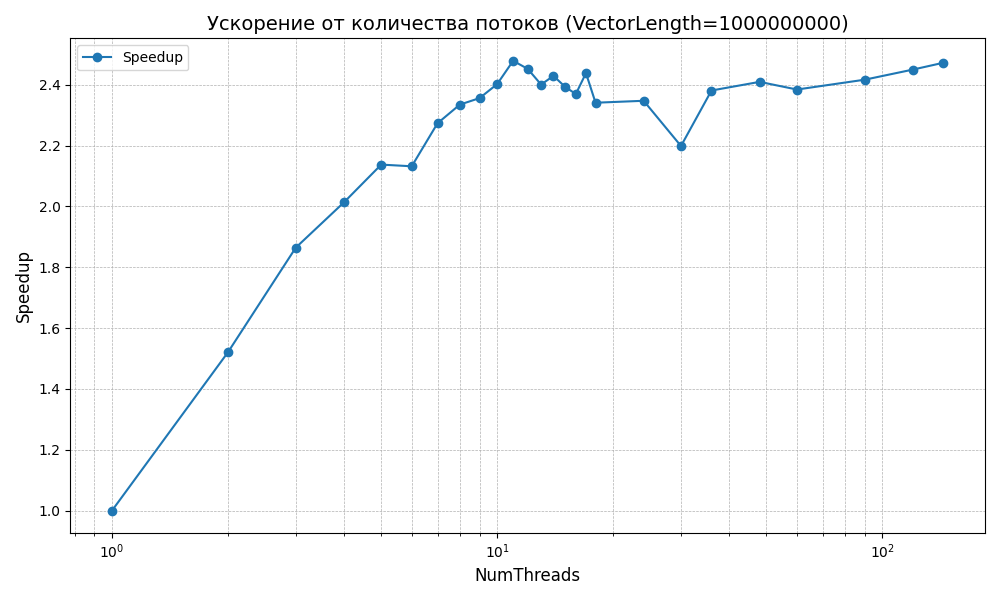 Ускорение от количества потоков (VectorLength=1000000000)
Speedup
2.4
2.2
2.0
1.8
1.6
1.4
1.2
1.0
Speedup
10⁰
10¹
10²
NumThreads